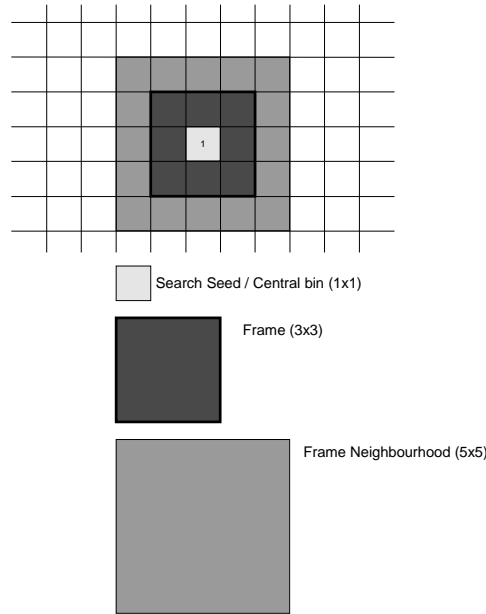 1
Search Seed / Central bin (1x1)
Frame (3x3)
Frame Neighbourhood (5x5)